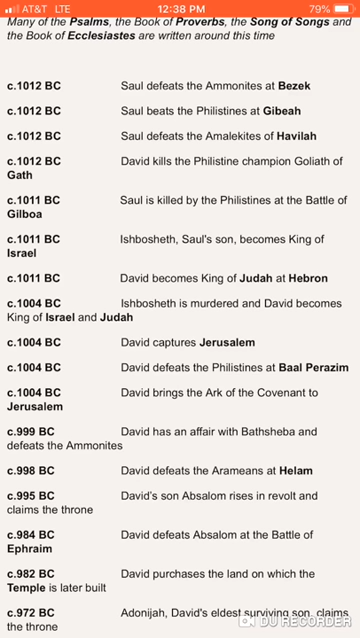 AT&T LTE 12:38 PM 79%
Many of the Psalms, the Book of Proverbs, the Song of Songs and
the Book of Ecclesiastes are written around this time
c.1012 BC Saul defeats the Ammonites at Bezek
c.1012 BC Saul beats the Philistines at Gibeah
c.1012 BC Saul defeats the Amalekites of Havilah
c.1012 BC David kills the Philistine champion Goliath of
Gath
c.1011 BC Saul is killed by the Philistines at the Battle of
Gilboa
c.1011 BC Ishbosheth, Saul's son, becomes King of
Israel
c.1011 BC David becomes King of Judah at Hebron
c.1004 BC Ishbosheth is murdered and David becomes
King of Israel and Judah
c.1004 BC David captures Jerusalem
c.1004 BC David defeats the Philistines at Baal Perazim
c.1004 BC David brings the Ark of the Covenant to
Jerusalem
c.999 BC David has an affair with Bathsheba and
defeats the Ammonites
c.998 BC David defeats the Arameans at Helam
c.995 BC David's son Absalom rises in revolt and
claims the throne
c.984 BC David defeats Absalom at the Battle of
Ephraim
c.982 BC David purchases the land on which the
Temple is later built
c.972 BC Adonijah, David's eldest surviving son, claims
the throne
DU RECORDER